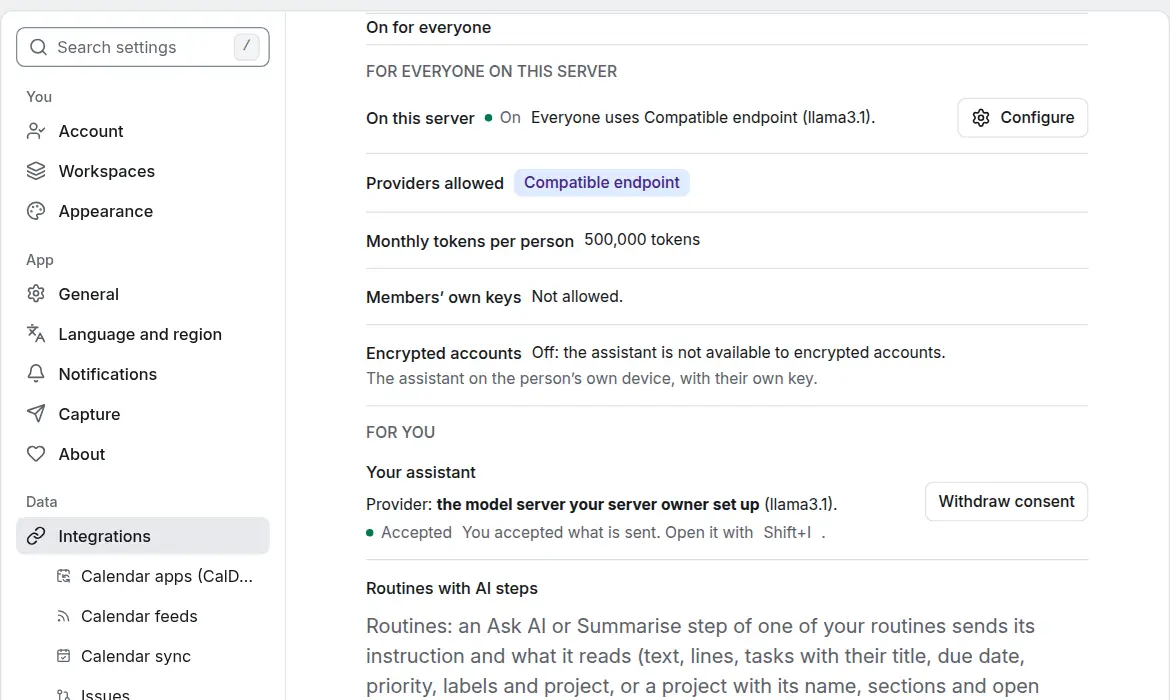 Search settings
/
You
Account
Workspaces
Appearance
App
General
Language and region
Notifications
Capture
About
Data
Integrations
Calendar apps (CalD...
Calendar feeds
Calendar sync
Issues
On for everyone
FOR EVERYONE ON THIS SERVER
On this server On Everyone uses Compatible endpoint (llama3.1).
Configure
Providers allowed Compatible endpoint
Monthly tokens per person 500,000 tokens
Members’ own keys Not allowed.
Encrypted accounts Off: the assistant is not available to encrypted accounts.
The assistant on the person’s own device, with their own key.
FOR YOU
Your assistant
Provider: the model server your server owner set up (llama3.1).
Withdraw consent
Accepted You accepted what is sent. Open it with Shift+I .
Routines with AI steps
Routines: an Ask AI or Summarise step of one of your routines sends its
instruction and what it reads (text, lines, tasks with their title, due date,
priority, labels and project, or a project with its name, sections and open